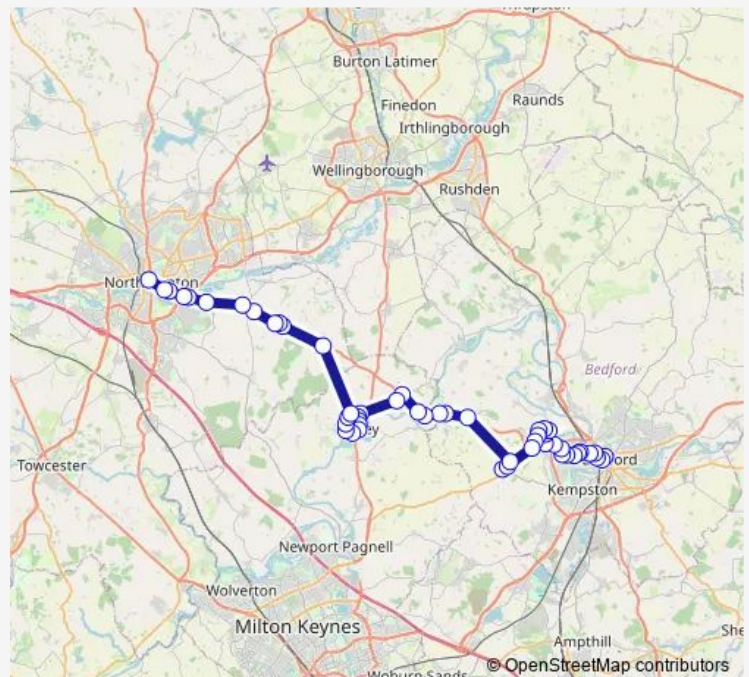 Burton Latimer
Finedon
Raunds
Irthlingborough
Wellingborough
Rushden
Bedford
Towcester
Kempston
Newport Pagnell
Wolverton
Milton Keynes
Ampthill
© OpenStreetMap contributors